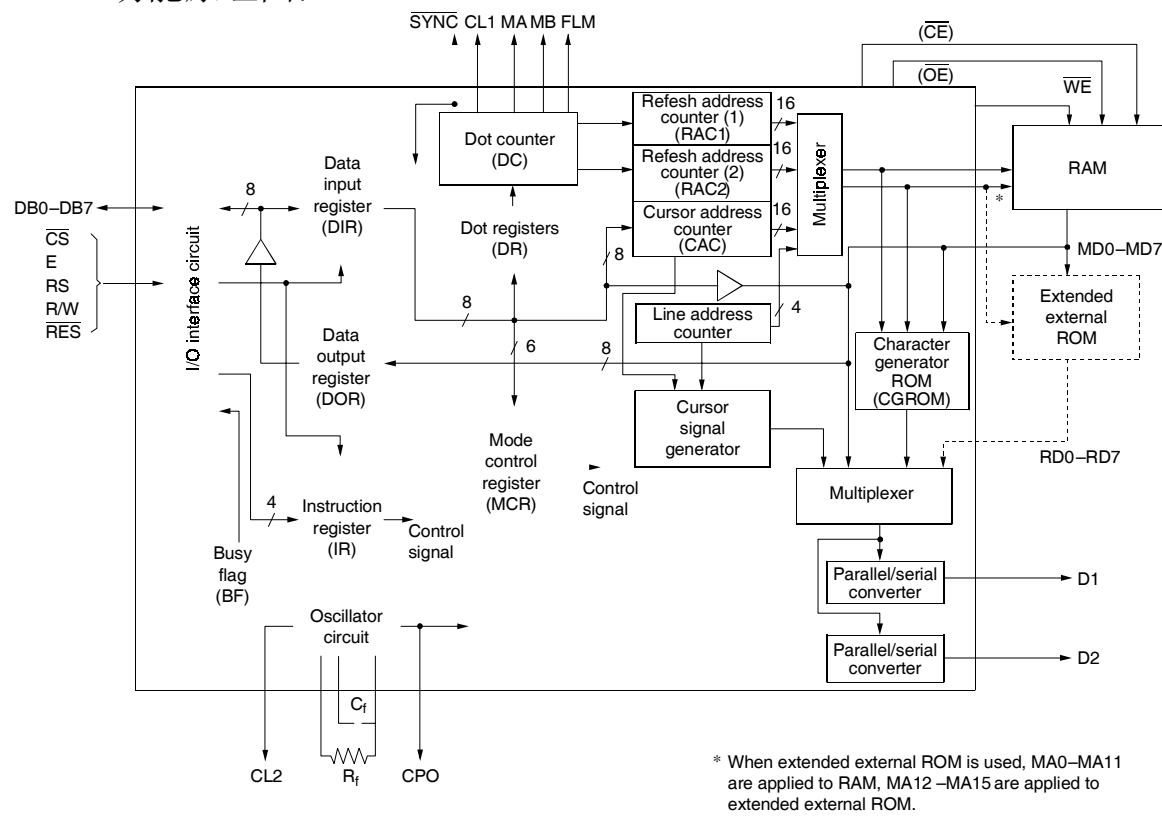 SYNC CL1 MA MB FLM
(CE)
(OE)
WE
Refesh address
counter (1)
(RAC1)
16
Refesh address
counter (2)
(RAC2)
16
Cursor address
counter
(CAC)
16
Multiplexer
RAM
*
Dot counter
(DC)
Data
input
register
(DIR)
8
DB0–DB7
CS
E
RS
R/W
RES
I/O interface circuit
Dot registers
(DR)
8
8
6
8
4
Line address
counter
MD0–MD7
Extended
external
ROM
Character
generator
ROM
(CGROM)
Data
output
register
(DOR)
Cursor
signal
generator
Mode
control
register
(MCR)
Control
signal
RD0–RD7
Multiplexer
4
Instruction
register
(IR)
Control
signal
Busy
flag
(BF)
Parallel/serial
converter
D1
Oscillator
circuit
Parallel/serial
converter
D2
Cf
Rf
CL2
CPO
* When extended external ROM is used, MA0–MA11
are applied to RAM, MA12 –MA15 are applied to
extended external ROM.